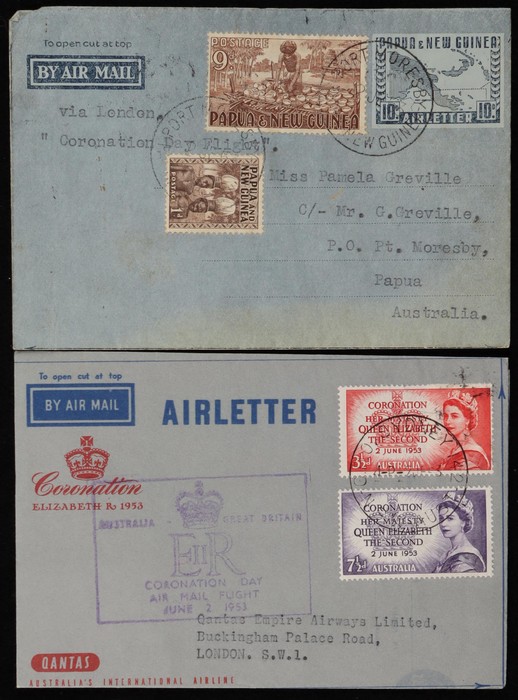 To open cut at top
BY AIR MAIL
via London.
" Coronation Day Flight".
POSTAGE
9D
PAPUA & NEW GUINEA
PAPUA & NEW GUINEA
10D 10D
AIRLETTER
PORT MORESBY
NEW GUINEA
PORT
PAPUA AND
NEW GUINEA
POSTAGE 1D
Miss Pamela Greville
C/- Mr. G.Greville,
P.O. Pt. Moresby,
Papua
Australia.
To open cut at top
BY AIR MAIL
AIRLETTER
Coronation
ELIZABETH R, 1953
AUSTRALIA - GREAT BRITAIN
EIIR
CORONATION DAY
AIR MAIL FLIGHT
JUNE 2, 1953
CORONATION
HER MAJESTY
QUEEN ELIZABETH
THE SECOND
2 JUNE 1953
3½D AUSTRALIA
CORONATION
HER MAJESTY
QUEEN ELIZABETH
THE SECOND
2 JUNE 1953
7½D AUSTRALIA
Qantas Empire Airways Limited,
Buckingham Palace Road,
LONDON. S.W.1.
QANTAS
AUSTRALIA'S INTERNATIONAL AIRLINE